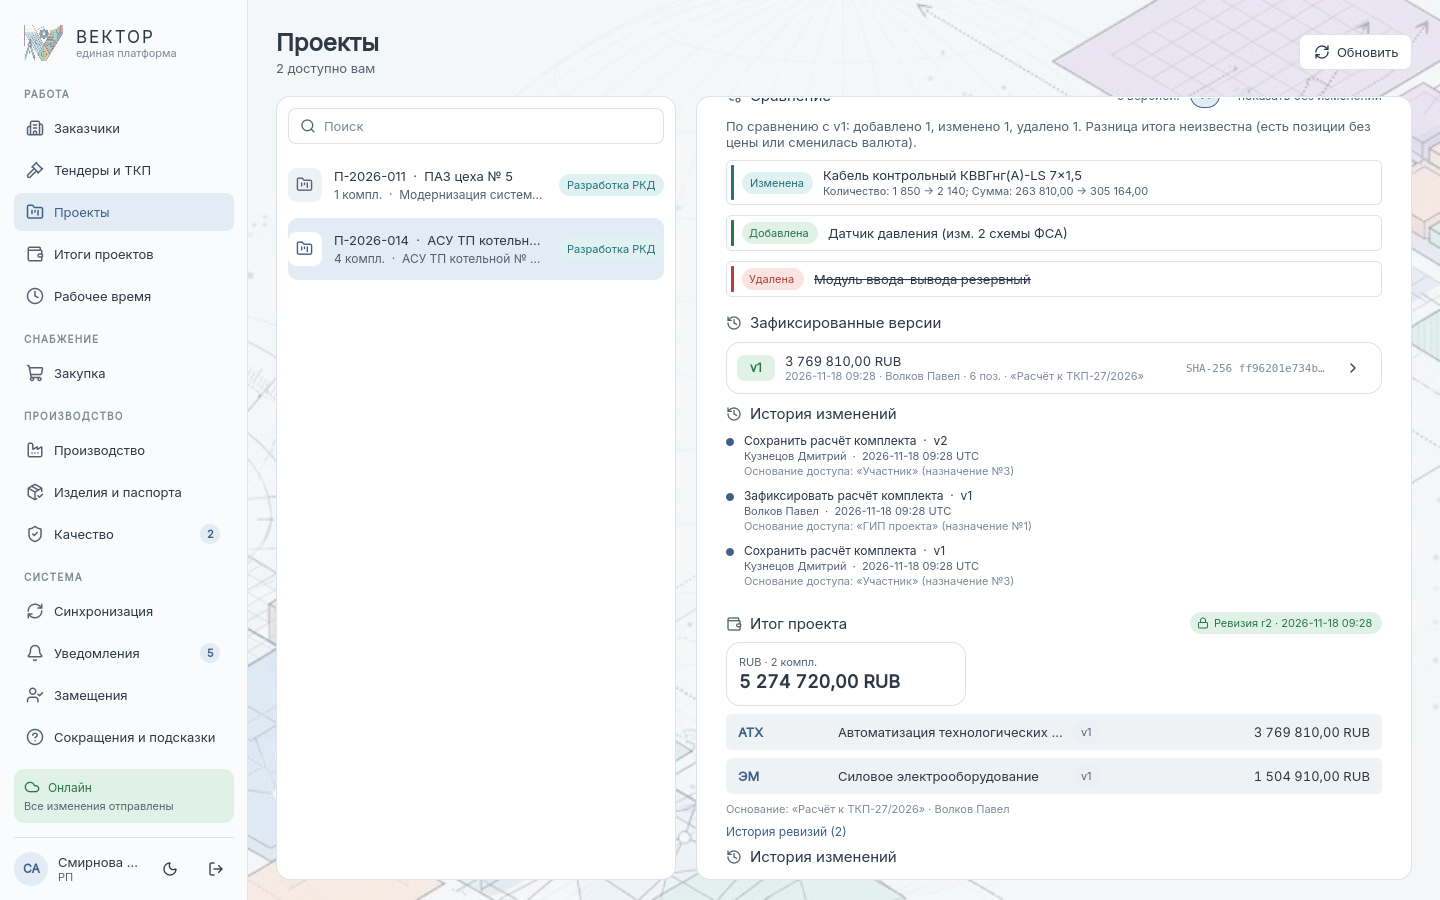 ВЕКТОР
единая платформа
РАБОТА
Заказчики
Тендеры и ТКП
Проекты
Итоги проектов
Рабочее время
СНАБЖЕНИЕ
Закупка
ПРОИЗВОДСТВО
Производство
Изделия и паспорта
Качество
2
СИСТЕМА
Синхронизация
Уведомления
5
Замещения
Сокращения и подсказки
Онлайн
Все изменения отправлены
СА
Смирнова ...
РП
Проекты
2 доступно вам
Обновить
Поиск
П-2026-011 · ПАЗ цеха № 5
1 компл. · Модернизация систем...
Разработка РКД
П-2026-014 · АСУ ТП котельн...
4 компл. · АСУ ТП котельной № ...
Разработка РКД
Сравнение
с версией:
показать без изменений
По сравнению с v1: добавлено 1, изменено 1, удалено 1. Разница итога неизвестна (есть позиции без
цены или сменилась валюта).
Изменена
Кабель контрольный КВВГнг(А)-LS 7×1,5
Количество: 1 850 → 2 140; Сумма: 263 810,00 → 305 164,00
Добавлена
Датчик давления (изм. 2 схемы ФСА)
Удалена
Модуль ввода-вывода резервный
Зафиксированные версии
v1
3 769 810,00 RUB
2026-11-18 09:28 · Волков Павел · 6 поз. · «Расчёт к ТКП-27/2026»
SHA-256 ff96201e734b…
История изменений
Сохранить расчёт комплекта · v2
Кузнецов Дмитрий · 2026-11-18 09:28 UTC
Основание доступа: «Участник» (назначение №3)
Зафиксировать расчёт комплекта · v1
Волков Павел · 2026-11-18 09:28 UTC
Основание доступа: «ГИП проекта» (назначение №1)
Сохранить расчёт комплекта · v1
Кузнецов Дмитрий · 2026-11-18 09:28 UTC
Основание доступа: «Участник» (назначение №3)
Итог проекта
Ревизия r2 · 2026-11-18 09:28
RUB · 2 компл.
5 274 720,00 RUB
АТХ
Автоматизация технологических ...
v1
3 769 810,00 RUB
ЭМ
Силовое электрооборудование
v1
1 504 910,00 RUB
Основание: «Расчёт к ТКП-27/2026» · Волков Павел
История ревизий (2)
История изменений